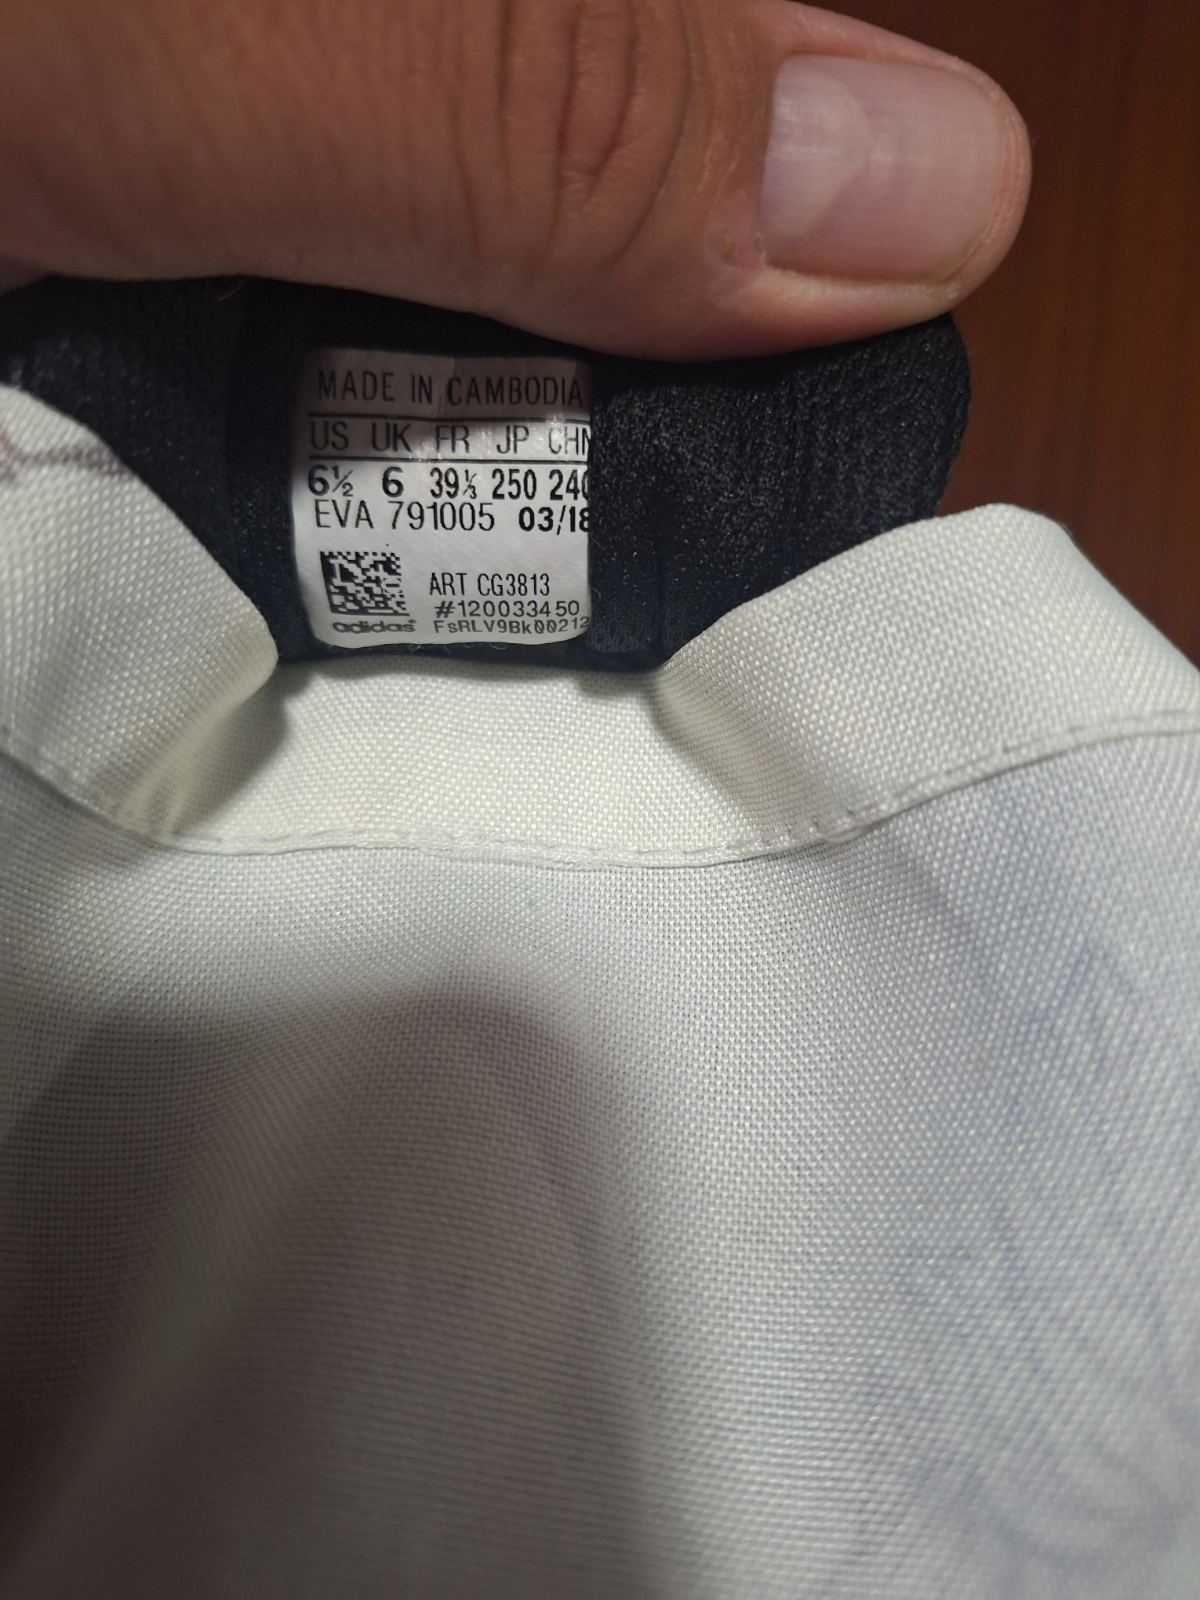 MADE IN CAMBODIA
US UK FR JP CHN
6½ 6 39⅓ 250 240
EVA 791005 03/18
ART CG3813
#120033450
adidas FsRLV9Bk00212